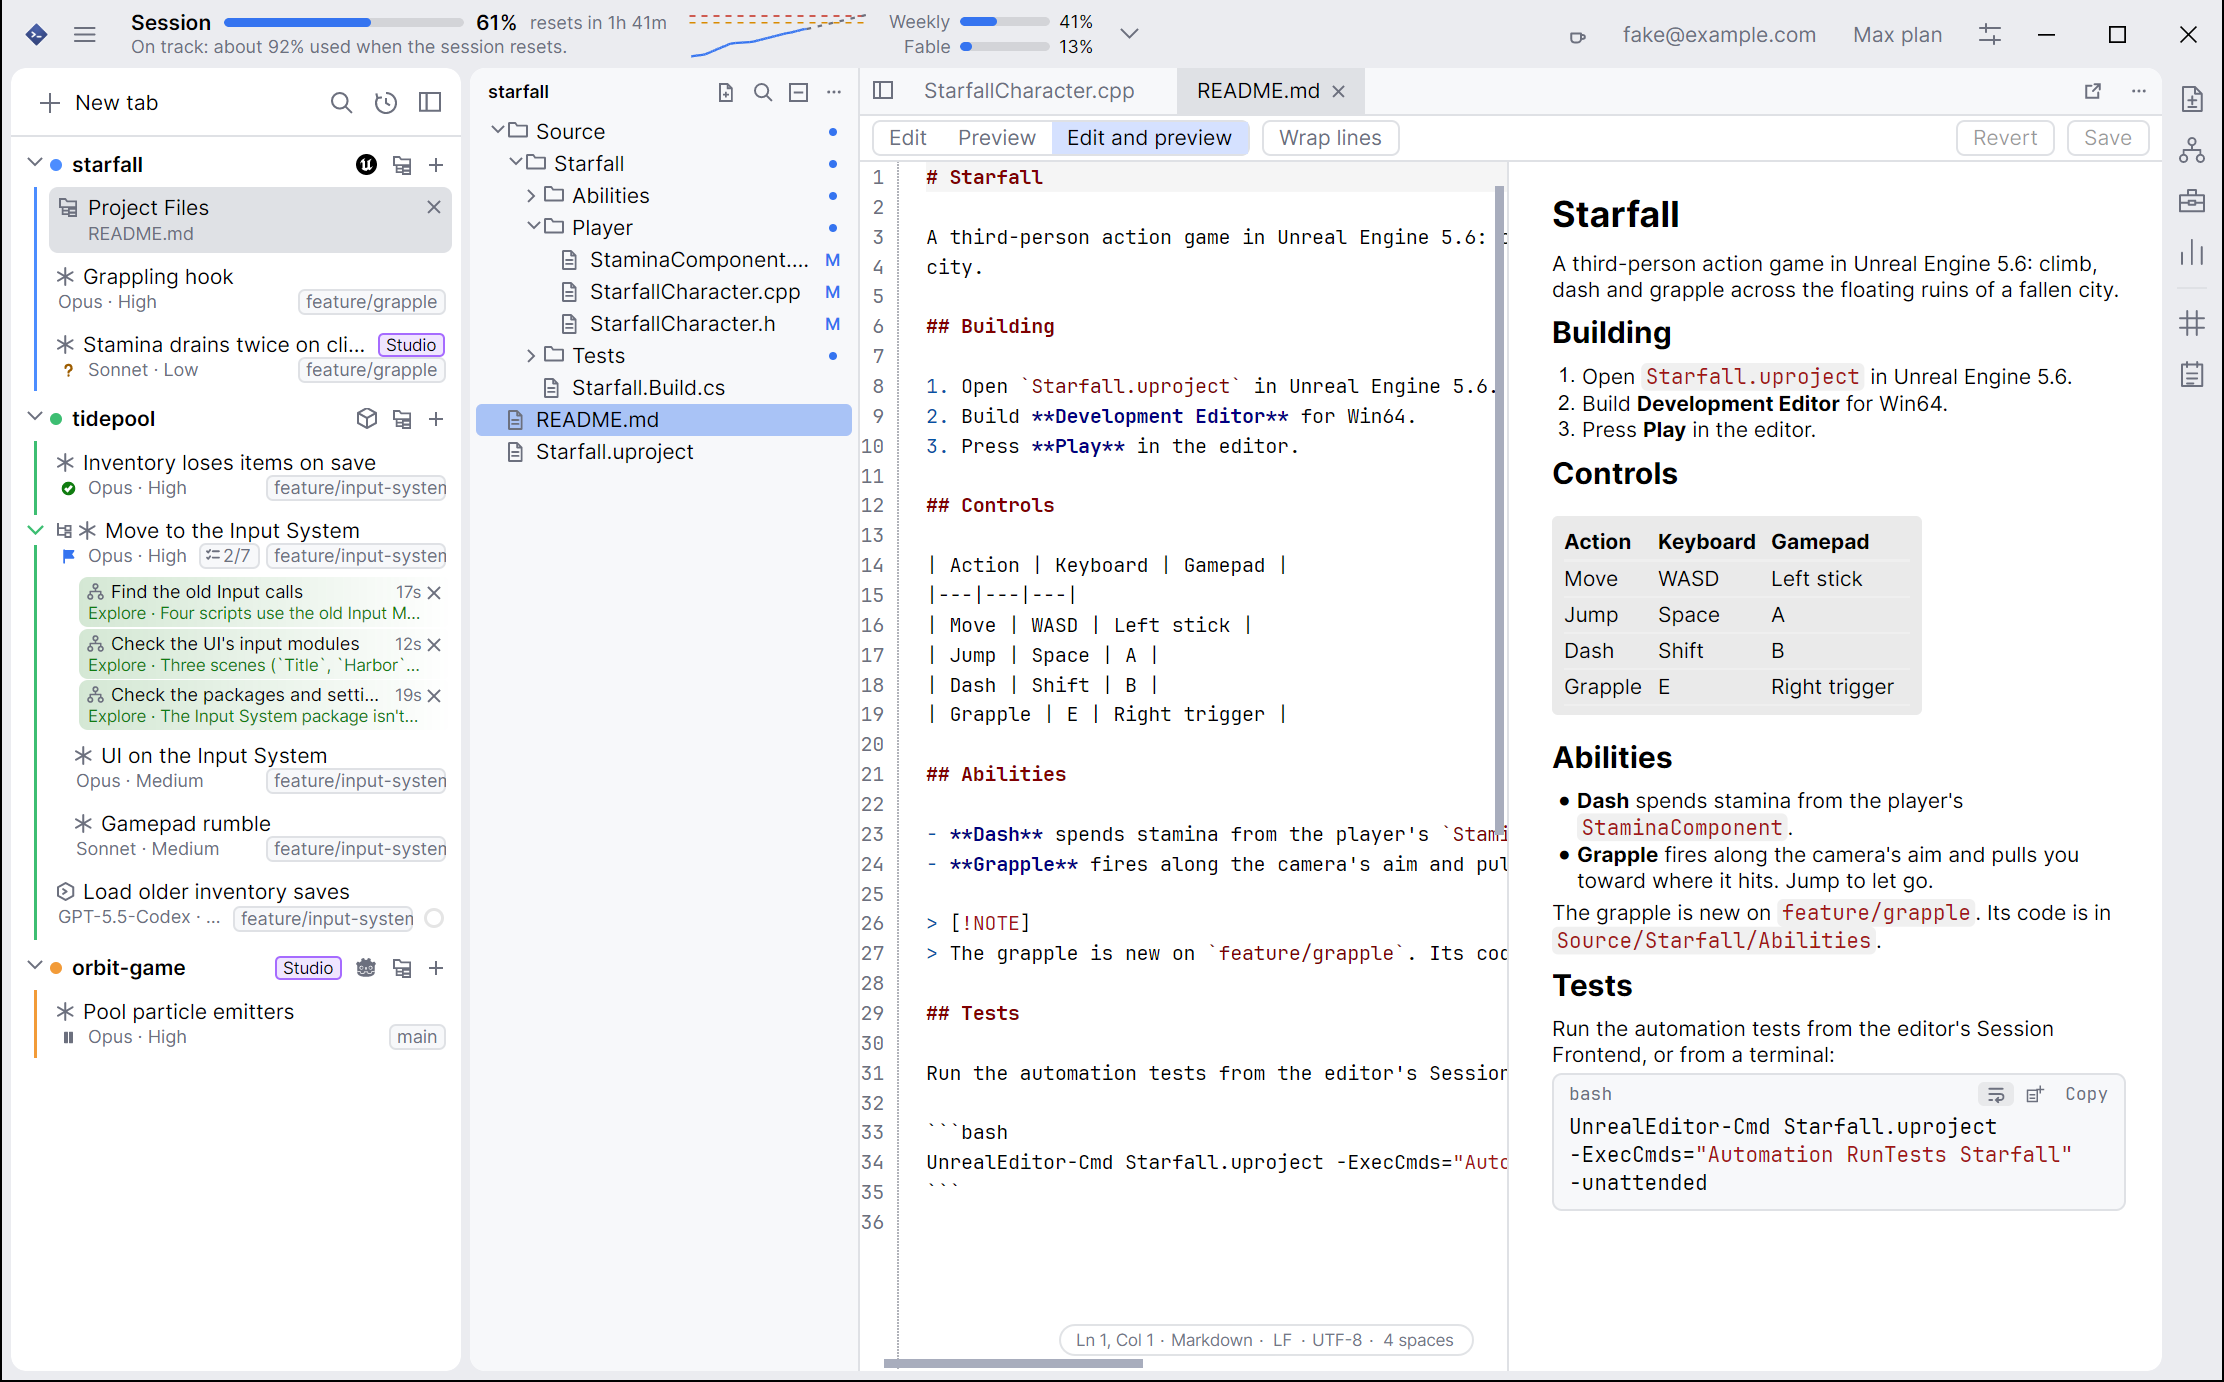 Session 61% resets in 1h 41m
On track: about 92% used when the session resets.
Weekly 41%
Fable 13%
fake@example.com Max plan
New tab
starfall
Project Files
README.md
Grappling hook
Opus · High feature/grapple
Stamina drains twice on cli... Studio
? Sonnet · Low feature/grapple
tidepool
Inventory loses items on save
Opus · High feature/input-system
Move to the Input System
Opus · High 2/7 feature/input-system
Find the old Input calls 17s
Explore · Four scripts use the old Input M...
Check the UI's input modules 12s
Explore · Three scenes (`Title`, `Harbor`...
Check the packages and setti... 19s
Explore · The Input System package isn't...
UI on the Input System
Opus · Medium feature/input-system
Gamepad rumble
Sonnet · Medium feature/input-system
Load older inventory saves
GPT-5.5-Codex · ... feature/input-system
orbit-game Studio
Pool particle emitters
Opus · High main
starfall
Source
Starfall
Abilities
Player
StaminaComponent.... M
StarfallCharacter.cpp M
StarfallCharacter.h M
Tests
Starfall.Build.cs
README.md
Starfall.uproject
StarfallCharacter.cpp README.md
Edit Preview Edit and preview Wrap lines Revert Save
1 # Starfall
2
3 A third-person action game in Unreal Engine 5.6:
4 city.
5
6 ## Building
7
8 1. Open `Starfall.uproject` in Unreal Engine 5.6.
9 2. Build **Development Editor** for Win64.
10 3. Press **Play** in the editor.
11
12 ## Controls
13
14 | Action | Keyboard | Gamepad |
15 |---|---|---|
16 | Move | WASD | Left stick |
17 | Jump | Space | A |
18 | Dash | Shift | B |
19 | Grapple | E | Right trigger |
20
21 ## Abilities
22
23 - **Dash** spends stamina from the player's `Stami
24 - **Grapple** fires along the camera's aim and pul
25
26 > [!NOTE]
27 > The grapple is new on `feature/grapple`. Its cod
28
29 ## Tests
30
31 Run the automation tests from the editor's Session
32
33 ```bash
34 UnrealEditor-Cmd Starfall.uproject -ExecCmds="Auto
35 ```
36
Ln 1, Col 1 · Markdown · LF · UTF-8 · 4 spaces
Starfall
A third-person action game in Unreal Engine 5.6: climb,
dash and grapple across the floating ruins of a fallen city.
Building
1. Open Starfall.uproject in Unreal Engine 5.6.
2. Build Development Editor for Win64.
3. Press Play in the editor.
Controls
Action Keyboard Gamepad
Move WASD Left stick
Jump Space A
Dash Shift B
Grapple E Right trigger
Abilities
• Dash spends stamina from the player's
StaminaComponent.
• Grapple fires along the camera's aim and pulls you
toward where it hits. Jump to let go.
The grapple is new on feature/grapple. Its code is in
Source/Starfall/Abilities.
Tests
Run the automation tests from the editor's Session
Frontend, or from a terminal:
bash Copy
UnrealEditor-Cmd Starfall.uproject
-ExecCmds="Automation RunTests Starfall"
-unattended